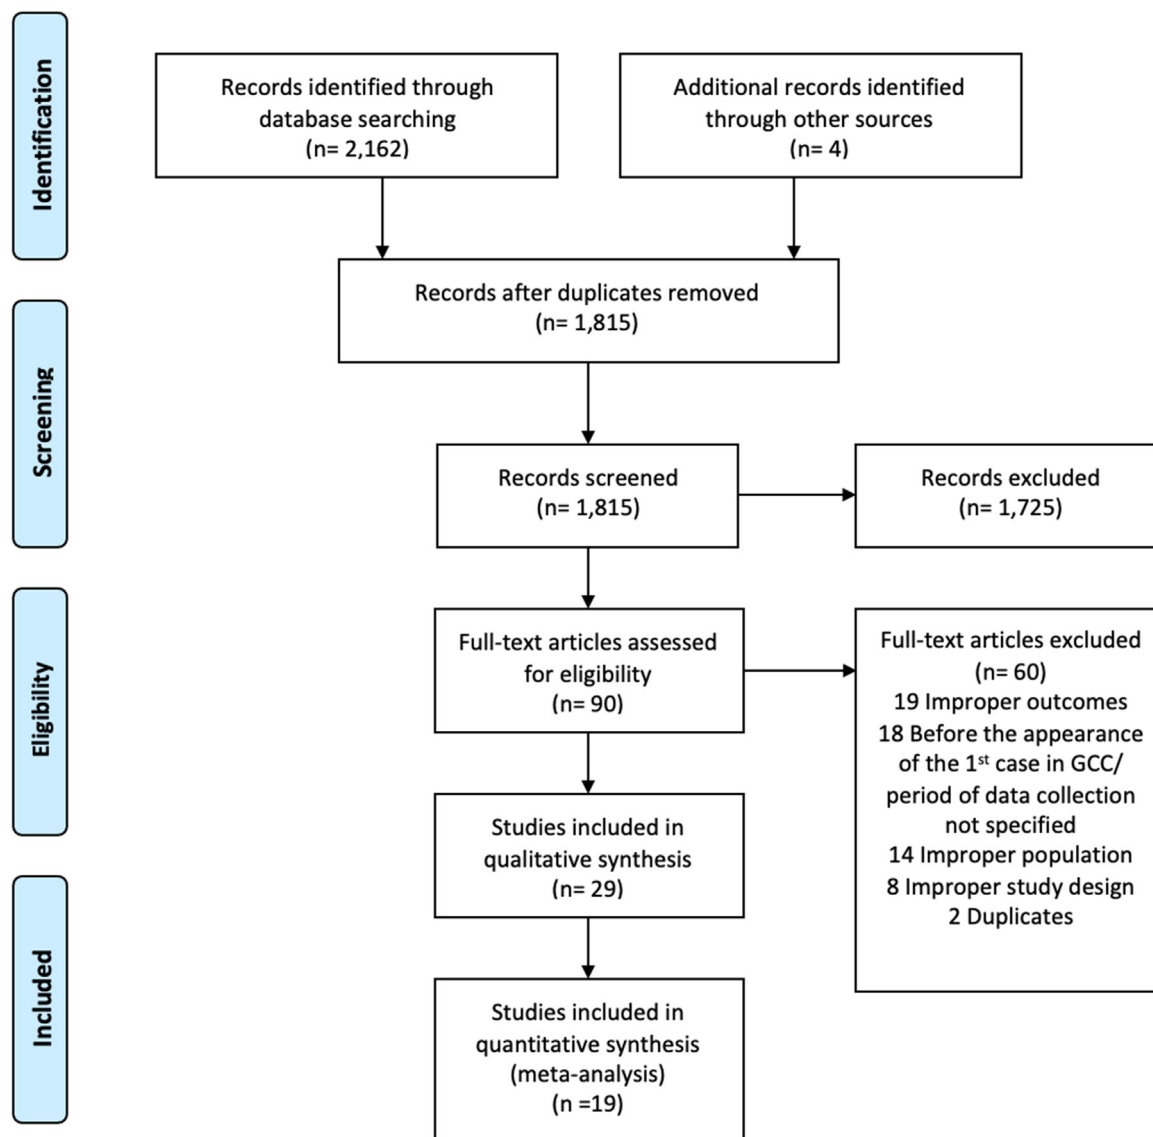 Identification
Records identified through
database searching
(n= 2,162)
Additional records identified
through other sources
(n= 4)
Records after duplicates removed
(n= 1,815)
Screening
Records screened
(n= 1,815)
Records excluded
(n= 1,725)
Eligibility
Full-text articles assessed
for eligibility
(n= 90)
Full-text articles excluded
(n= 60)
19 Improper outcomes
18 Before the appearance
of the 1st case in GCC/
period of data collection
not specified
14 Improper population
8 Improper study design
2 Duplicates
Studies included in
qualitative synthesis
(n= 29)
Included
Studies included in
quantitative synthesis
(meta-analysis)
(n =19)